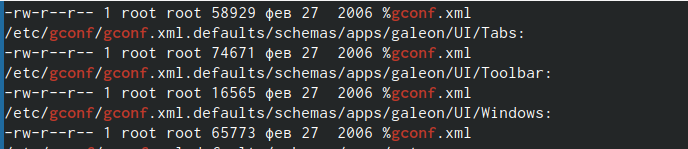 -rw-r--r-- 1 root root 58929 фев 27  2006 %gconf.xml
/etc/gconf/gconf.xml.defaults/schemas/apps/galeon/UI/Tabs:
-rw-r--r-- 1 root root 74671 фев 27  2006 %gconf.xml
/etc/gconf/gconf.xml.defaults/schemas/apps/galeon/UI/Toolbar:
-rw-r--r-- 1 root root 16565 фев 27  2006 %gconf.xml
/etc/gconf/gconf.xml.defaults/schemas/apps/galeon/UI/Windows:
-rw-r--r-- 1 root root 65773 фев 27  2006 %gconf.xml